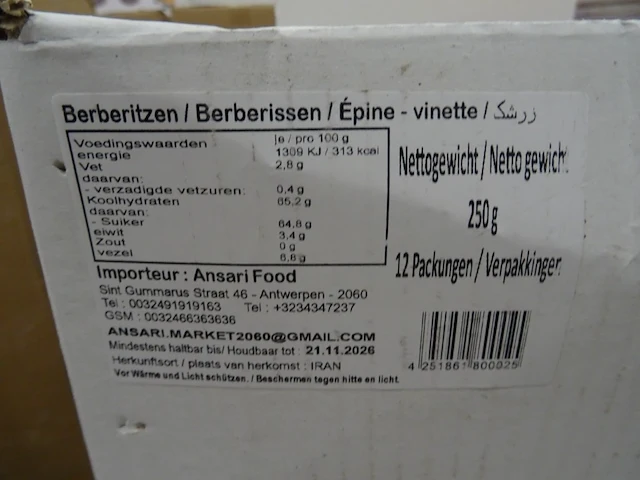 Berberitzen / Berberissen / Épine - vinette / زرشک
Voedingswaarden je / pro 100 g
energie 1309 KJ / 313 kcal
Vet 2,8 g
daarvan:
- verzadigde vetzuren: 0,4 g
Koolhydraten 65,2 g
daarvan:
- Suiker 64,8 g
eiwit 3,4 g
Zout 0 g
vezel 6,8 g
Nettogewicht / Netto gewicht
250 g
12 Packungen / Verpakkingen
Importeur : Ansari Food
Sint Gummarus Straat 46 - Antwerpen - 2060
Tel : 0032491919163 Tel : +3234347237
GSM : 0032466363636
ANSARI.MARKET2060@GMAIL.COM
Mindestens haltbar bis/ Houdbaar tot : 21.11.2026
Herkunftsort / plaats van herkomst : IRAN
Vor Wärme und Licht schützen. / Beschermen tegen hitte en licht.
4 251861 800025